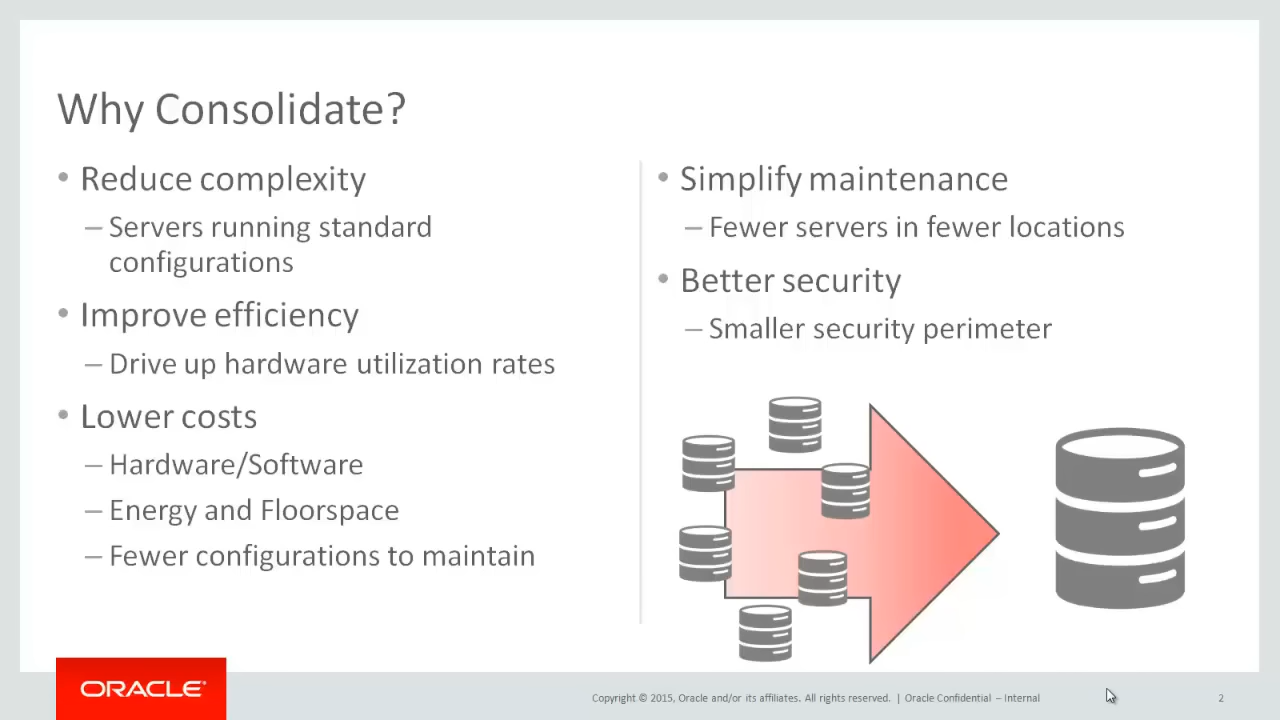 Why Consolidate?
• Reduce complexity
– Servers running standard
configurations
• Improve efficiency
– Drive up hardware utilization rates
• Lower costs
– Hardware/Software
– Energy and Floorspace
– Fewer configurations to maintain
• Simplify maintenance
– Fewer servers in fewer locations
• Better security
– Smaller security perimeter
ORACLE®
Copyright © 2015, Oracle and/or its affiliates. All rights reserved. | Oracle Confidential – Internal
2